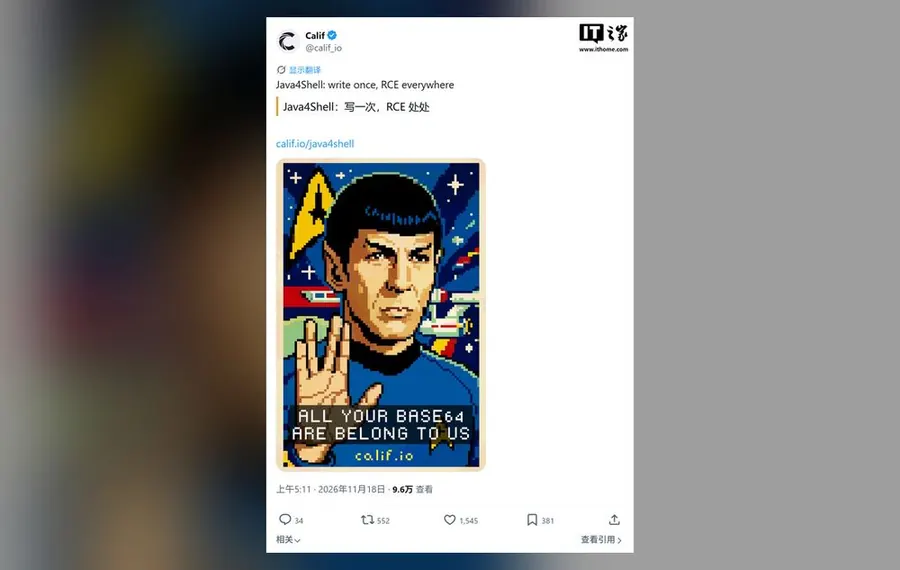 Calif
@calif_io
IT之家
www.ithome.com
显示翻译
Java4Shell: write once, RCE everywhere
Java4Shell：写一次，RCE 处处
calif.io/java4shell
ALL YOUR BASE64
ARE BELONG TO US
calif.io
上午5:11 · 2026年11月18日 · 9.6万 查看
34 552 1,545 381
相关
查看引用